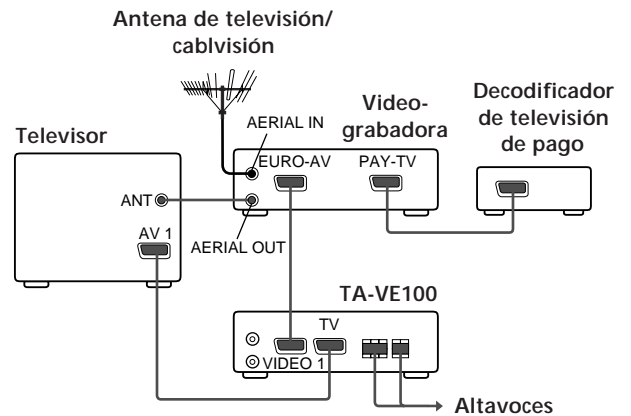 Antena de televisión/
cablvisión
Video-
grabadora
Decodificador
de televisión
de pago
Televisor
AERIAL IN
EURO-AV
PAY-TV
ANT
AV 1
AERIAL OUT
TA-VE100
TV
VIDEO 1
Altavoces